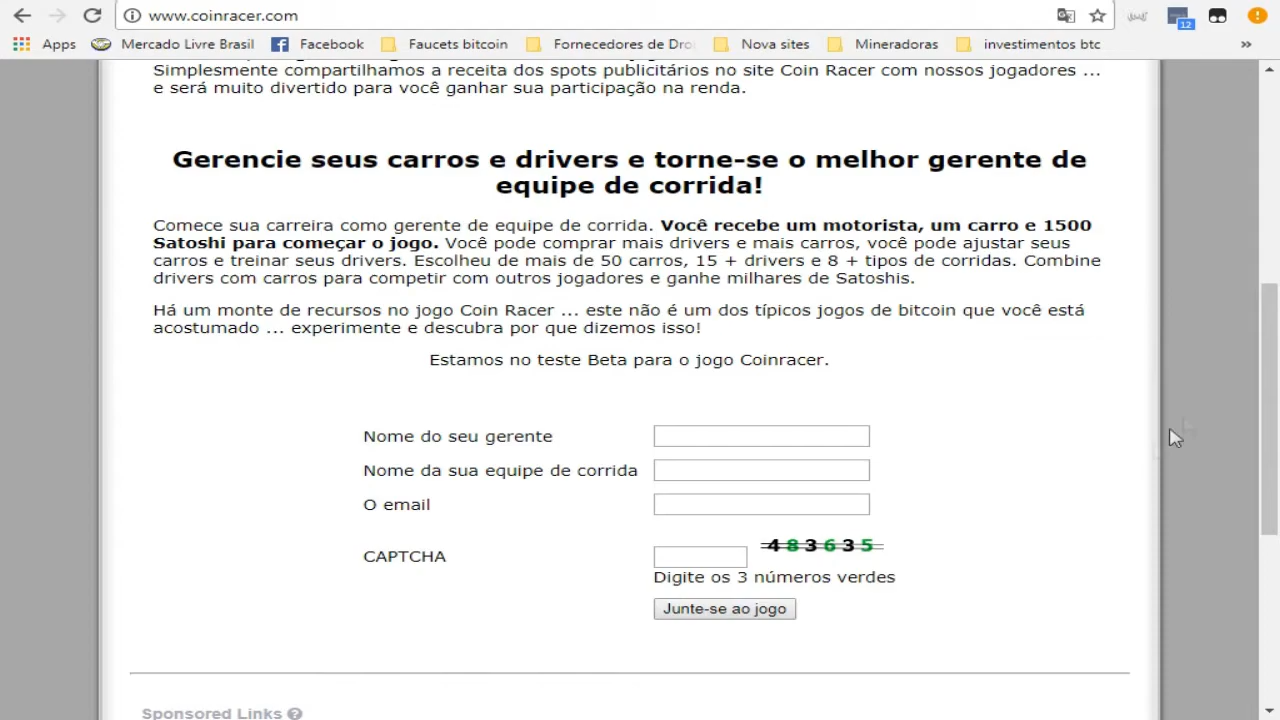 www.coinracer.com
12
Apps Mercado Livre Brasil Facebook Faucets bitcoin Fornecedores de Dro Nova sites Mineradoras investimentos btc »
Simplesmente compartilhamos a receita dos spots publicitários no site Coin Racer com nossos jogadores ...
e será muito divertido para você ganhar sua participação na renda.
Gerencie seus carros e drivers e torne-se o melhor gerente de
equipe de corrida!
Comece sua carreira como gerente de equipe de corrida. Você recebe um motorista, um carro e 1500
Satoshi para começar o jogo. Você pode comprar mais drivers e mais carros, você pode ajustar seus
carros e treinar seus drivers. Escolheu de mais de 50 carros, 15 + drivers e 8 + tipos de corridas. Combine
drivers com carros para competir com outros jogadores e ganhe milhares de Satoshis.
Há um monte de recursos no jogo Coin Racer ... este não é um dos típicos jogos de bitcoin que você está
acostumado ... experimente e descubra por que dizemos isso!
Estamos no teste Beta para o jogo Coinracer.
Nome do seu gerente
Nome da sua equipe de corrida
O email
483635
CAPTCHA
Digite os 3 números verdes
Junte-se ao jogo
Sponsored Links ?